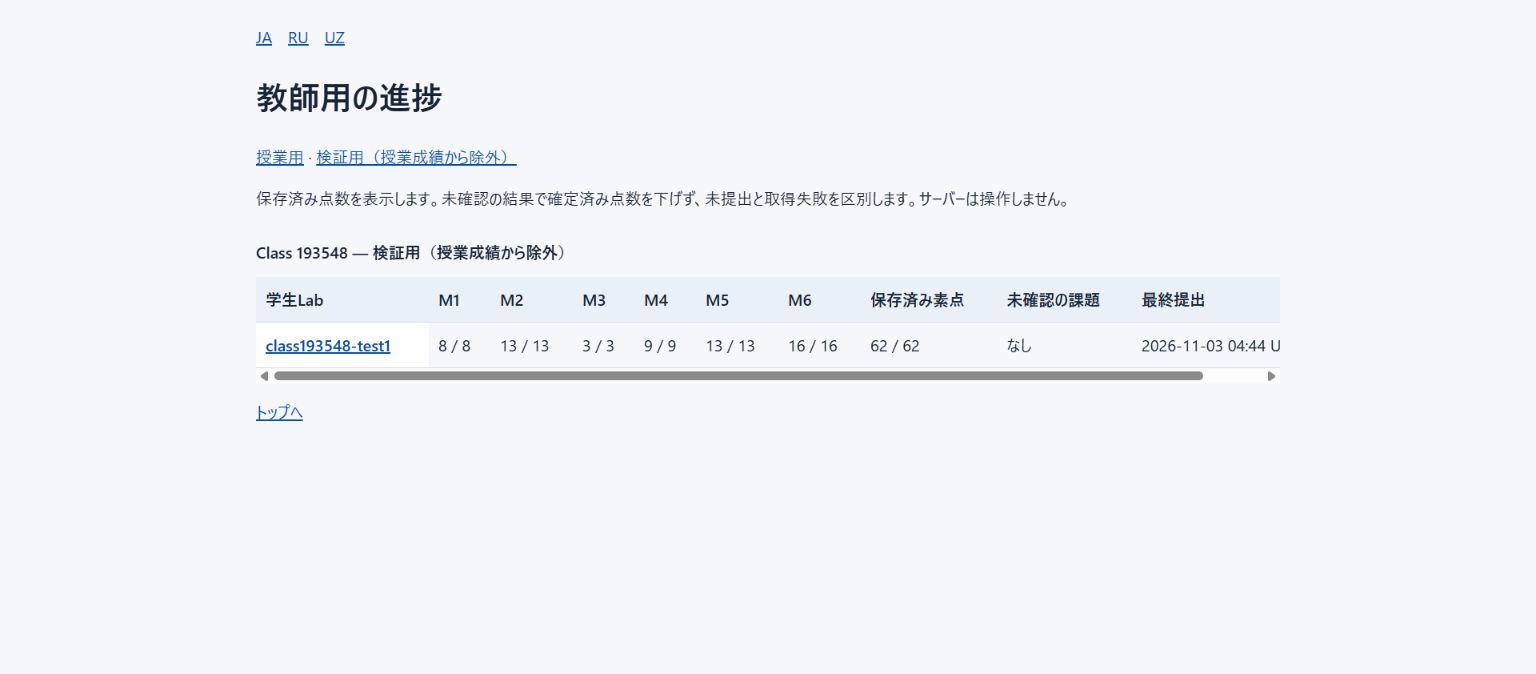 JA RU UZ
教師用の進捗
授業用 · 検証用（授業成績から除外）
保存済み点数を表示します。未確認の結果で確定済み点数を下げず、未提出と取得失敗を区別します。サーバーは操作しません。
Class 193548 — 検証用（授業成績から除外）
学生Lab M1 M2 M3 M4 M5 M6 保存済み素点 未確認の課題 最終提出
class193548-test1 8 / 8 13 / 13 3 / 3 9 / 9 13 / 13 16 / 16 62 / 62 なし 2026-11-03 04:44 U
トップへ